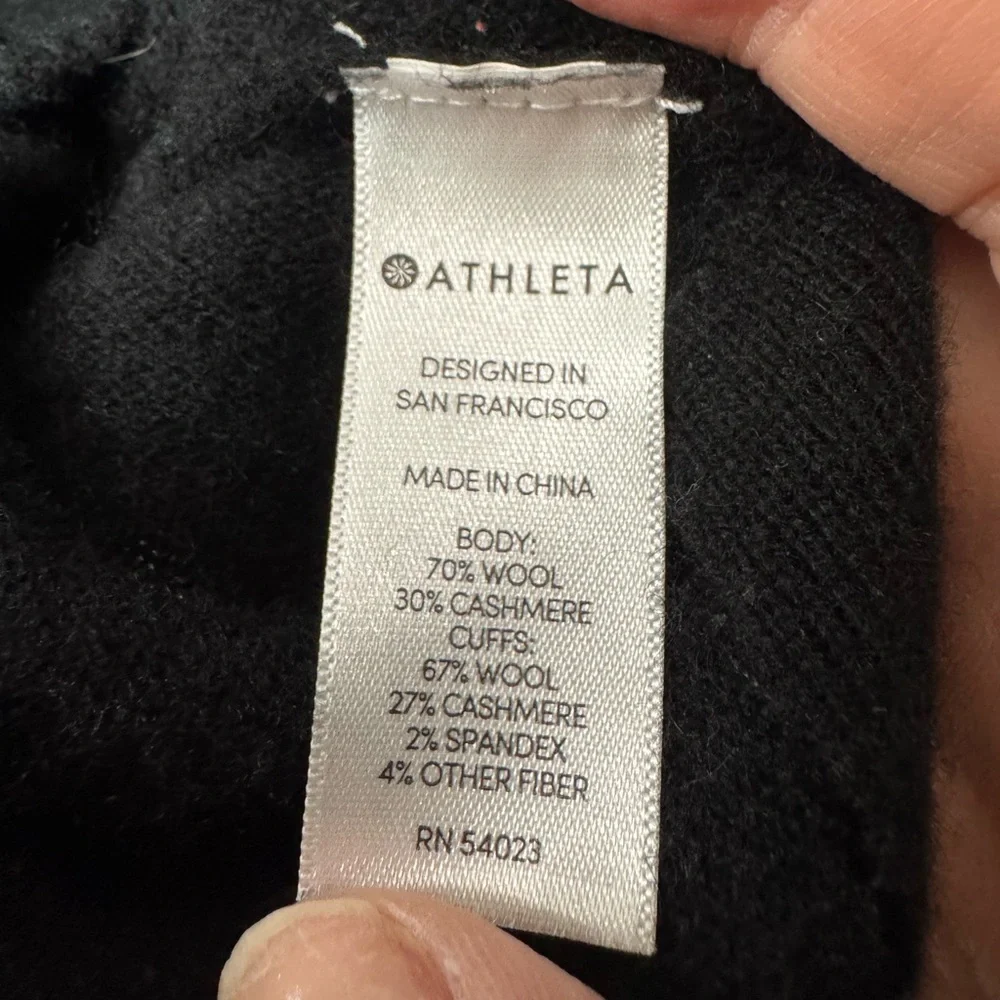 ATHLETA
DESIGNED IN
SAN FRANCISCO
MADE IN CHINA
BODY:
70% WOOL
30% CASHMERE
CUFFS:
67% WOOL
27% CASHMERE
2% SPANDEX
4% OTHER FIBER
RN 54023